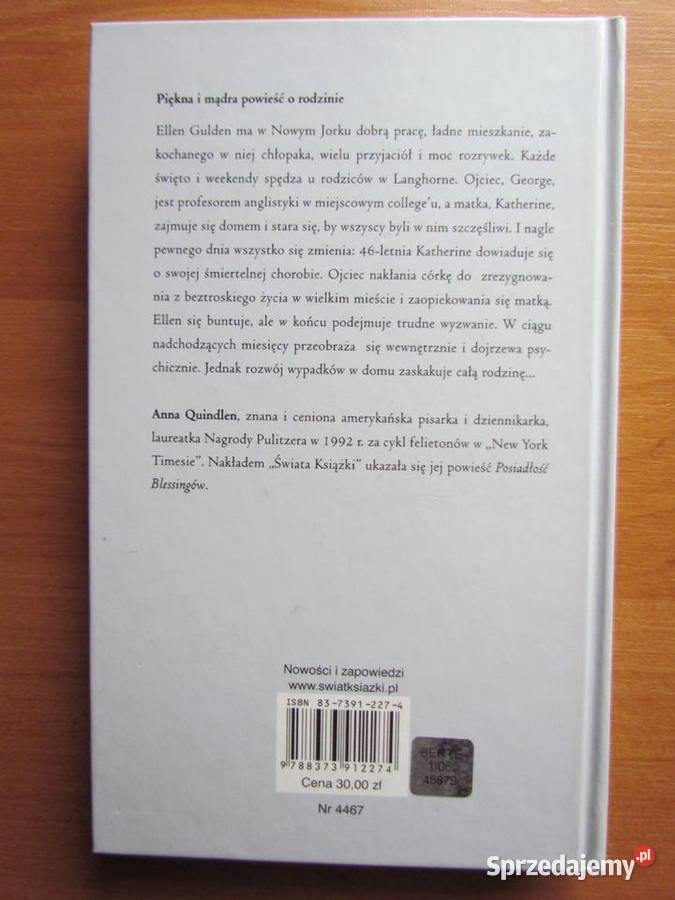 Piękna i mądra powieść o rodzinie
Ellen Gulden ma w Nowym Jorku dobrą pracę, ładne mieszkanie, za-
kochanego w niej chłopaka, wielu przyjaciół i moc rozrywek. Każde
święto i weekendy spędza u rodziców w Langhorne. Ojciec, George,
jest profesorem anglistyki w miejscowym college'u, a matka, Katherine,
zajmuje się domem i stara się, by wszyscy byli w nim szczęśliwi. I nagle
pewnego dnia wszystko się zmienia: 46-letnia Katherine dowiaduje się
o swojej śmiertelnej chorobie. Ojciec nakłania córkę do zrezygnowa-
nia z beztroskiego życia w wielkim mieście i zaopiekowania się matką.
Ellen się buntuje, ale w końcu podejmuje trudne wyzwanie. W ciągu
nadchodzących miesięcy przeobraża się wewnętrznie i dojrzewa psy-
chicznie. Jednak rozwój wypadków w domu zaskakuje całą rodzinę...
Anna Quindlen, znana i ceniona amerykańska pisarka i dziennikarka,
laureatka Nagrody Pulitzera w 1992 r. za cykl felietonów w „New York
Timesie”. Nakładem „Świata Książki” ukazała się jej powieść Posiadłość
Blessingów.
Nowości i zapowiedzi
www.swiatksiazki.pl
ISBN 83-7391-227-4
9 788373 912274
Cena 30,00 zł
Nr 4467
45879
Sprzedajemy.pl